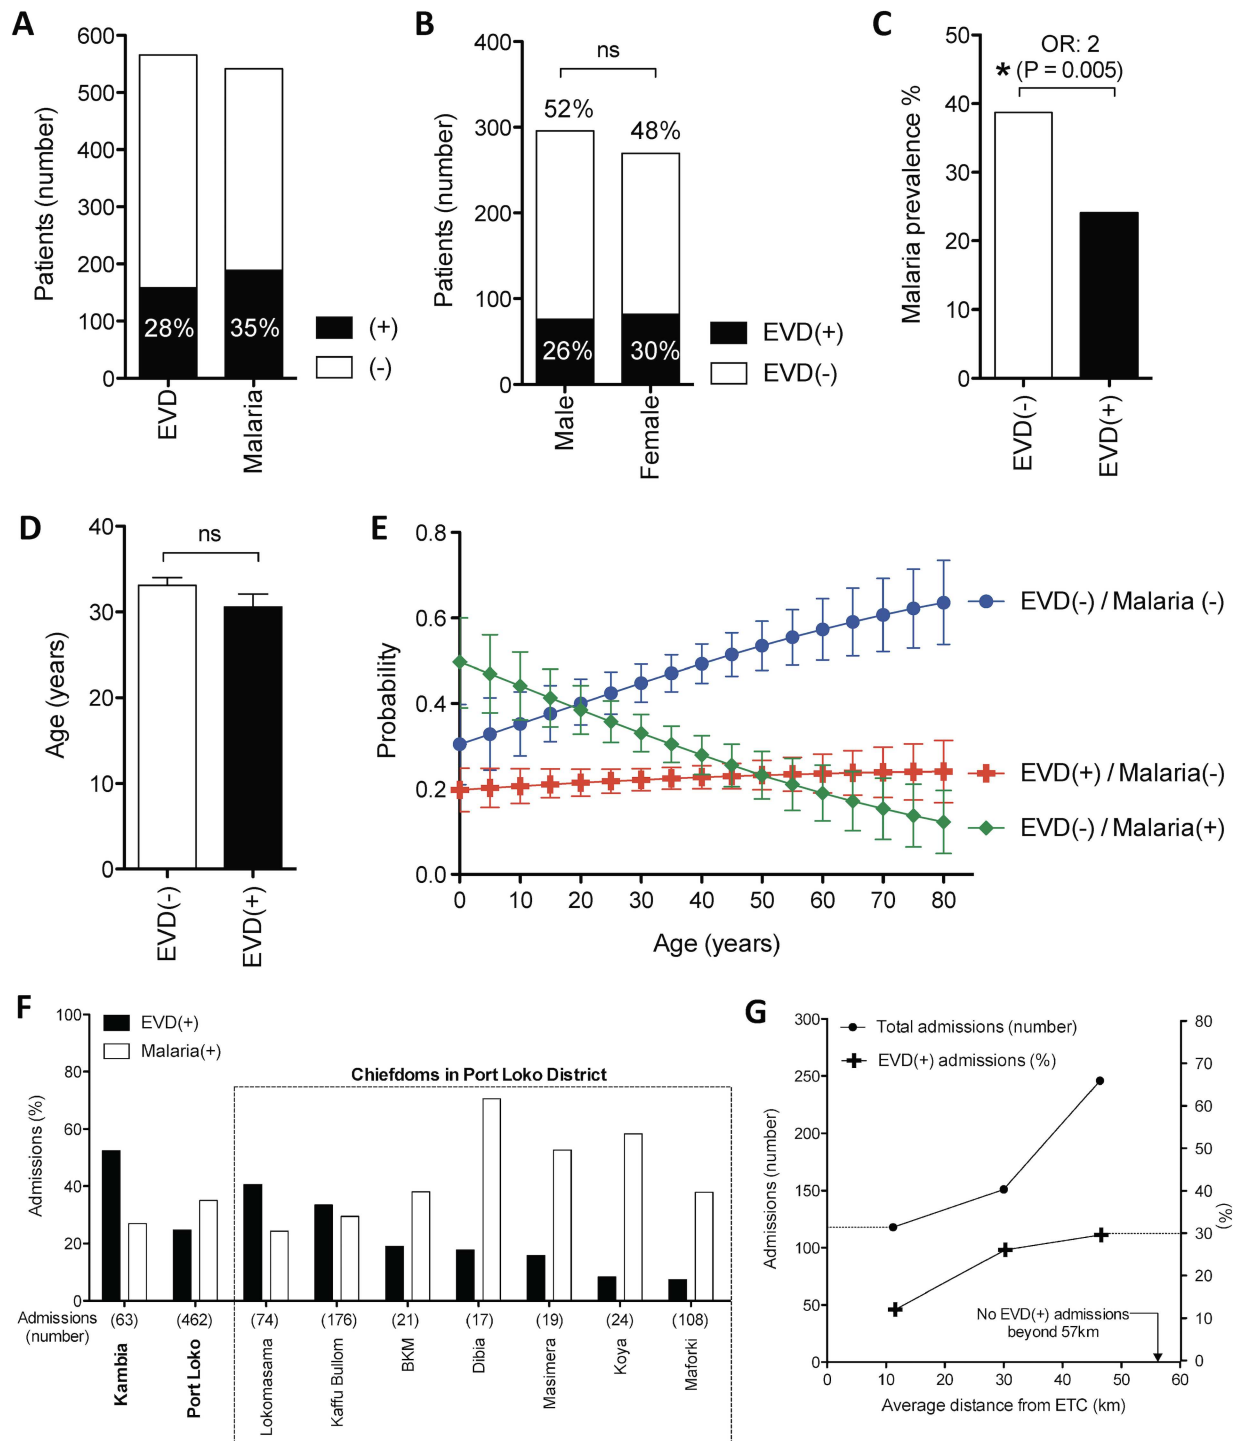 A
600
500
400
300
200
100
0
Patients (number)
28%
35%
EVD
Malaria
(+)
(-)
B
400
300
200
100
0
Patients (number)
ns
52%
48%
26%
30%
Male
Female
EVD(+)
EVD(-)
C
50
40
30
20
10
0
Malaria prevalence %
OR: 2
* (P = 0.005)
EVD(-)
EVD(+)
D
40
30
20
10
0
Age (years)
ns
EVD(-)
EVD(+)
E
0.8
0.6
0.4
0.2
0.0
Probability
0 10 20 30 40 50 60 70 80
Age (years)
EVD(-) / Malaria (-)
EVD(+) / Malaria(-)
EVD(-) / Malaria(+)
F
100
80
60
40
20
0
Admissions (%)
EVD(+)
Malaria(+)
Chiefdoms in Port Loko District
Admissions
(number)
(63) (462) (74) (176) (21) (17) (19) (24) (108)
Kambia
Port Loko
Lokomasama
Kaffu Bullom
BKM
Dibia
Masimera
Koya
Maforki
G
300
250
200
150
100
50
0
Admissions (number)
Total admissions (number)
EVD(+) admissions (%)
80
70
60
50
40
30
20
10
0
(%)
No EVD(+) admissions
beyond 57km
0 10 20 30 40 50 60
Average distance from ETC (km)